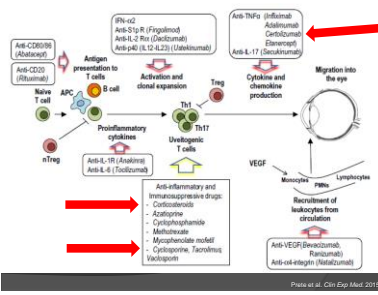 Anti-CD80/86
(Abatacept)
Anti-CD20
(Rituximab)
Antigen
presentation to
T cells
IFN-α2
Anti-S1p R (Fingolimod)
Anti-IL-2 Rix (Daclizumab)
Anti-p40 (IL12-IL23) (Ustekinumab)
Anti-TNFα (Infliximab
Adalimumab
Certolizumab
Etanercept)
Anti-IL-17 (Secukinumab)
Naive
T cell
APC
B cell
Activation and
clonal expansion
Treg
Cytokine and
chemokine
production
Migration into
the eye
Th1
Th17
nTreg
Proinflammatory
cytokines
Uveitogenic
T cells
Anti-IL-1R (Anakinra)
Anti-IL-6 (Tocilizumab)
Anti-inflammatory and
Immunosuppressive drugs:
- Corticosteroids
- Azatioprine
- Cyclophosphamide
- Methotrexate
- Mycophenolate mofetil
- Cyclosporine, Tacrolimus,
Voclosporin
VEGF
Monocytes
PMNs
Lymphocytes
Recruitment of
leukocytes from
circulation
Anti-VEGF(Bevacizumab,
Ranizumab)
Anti-α4-integrin (Natalizumab)
Prete et al. Clin Exp Med. 2015